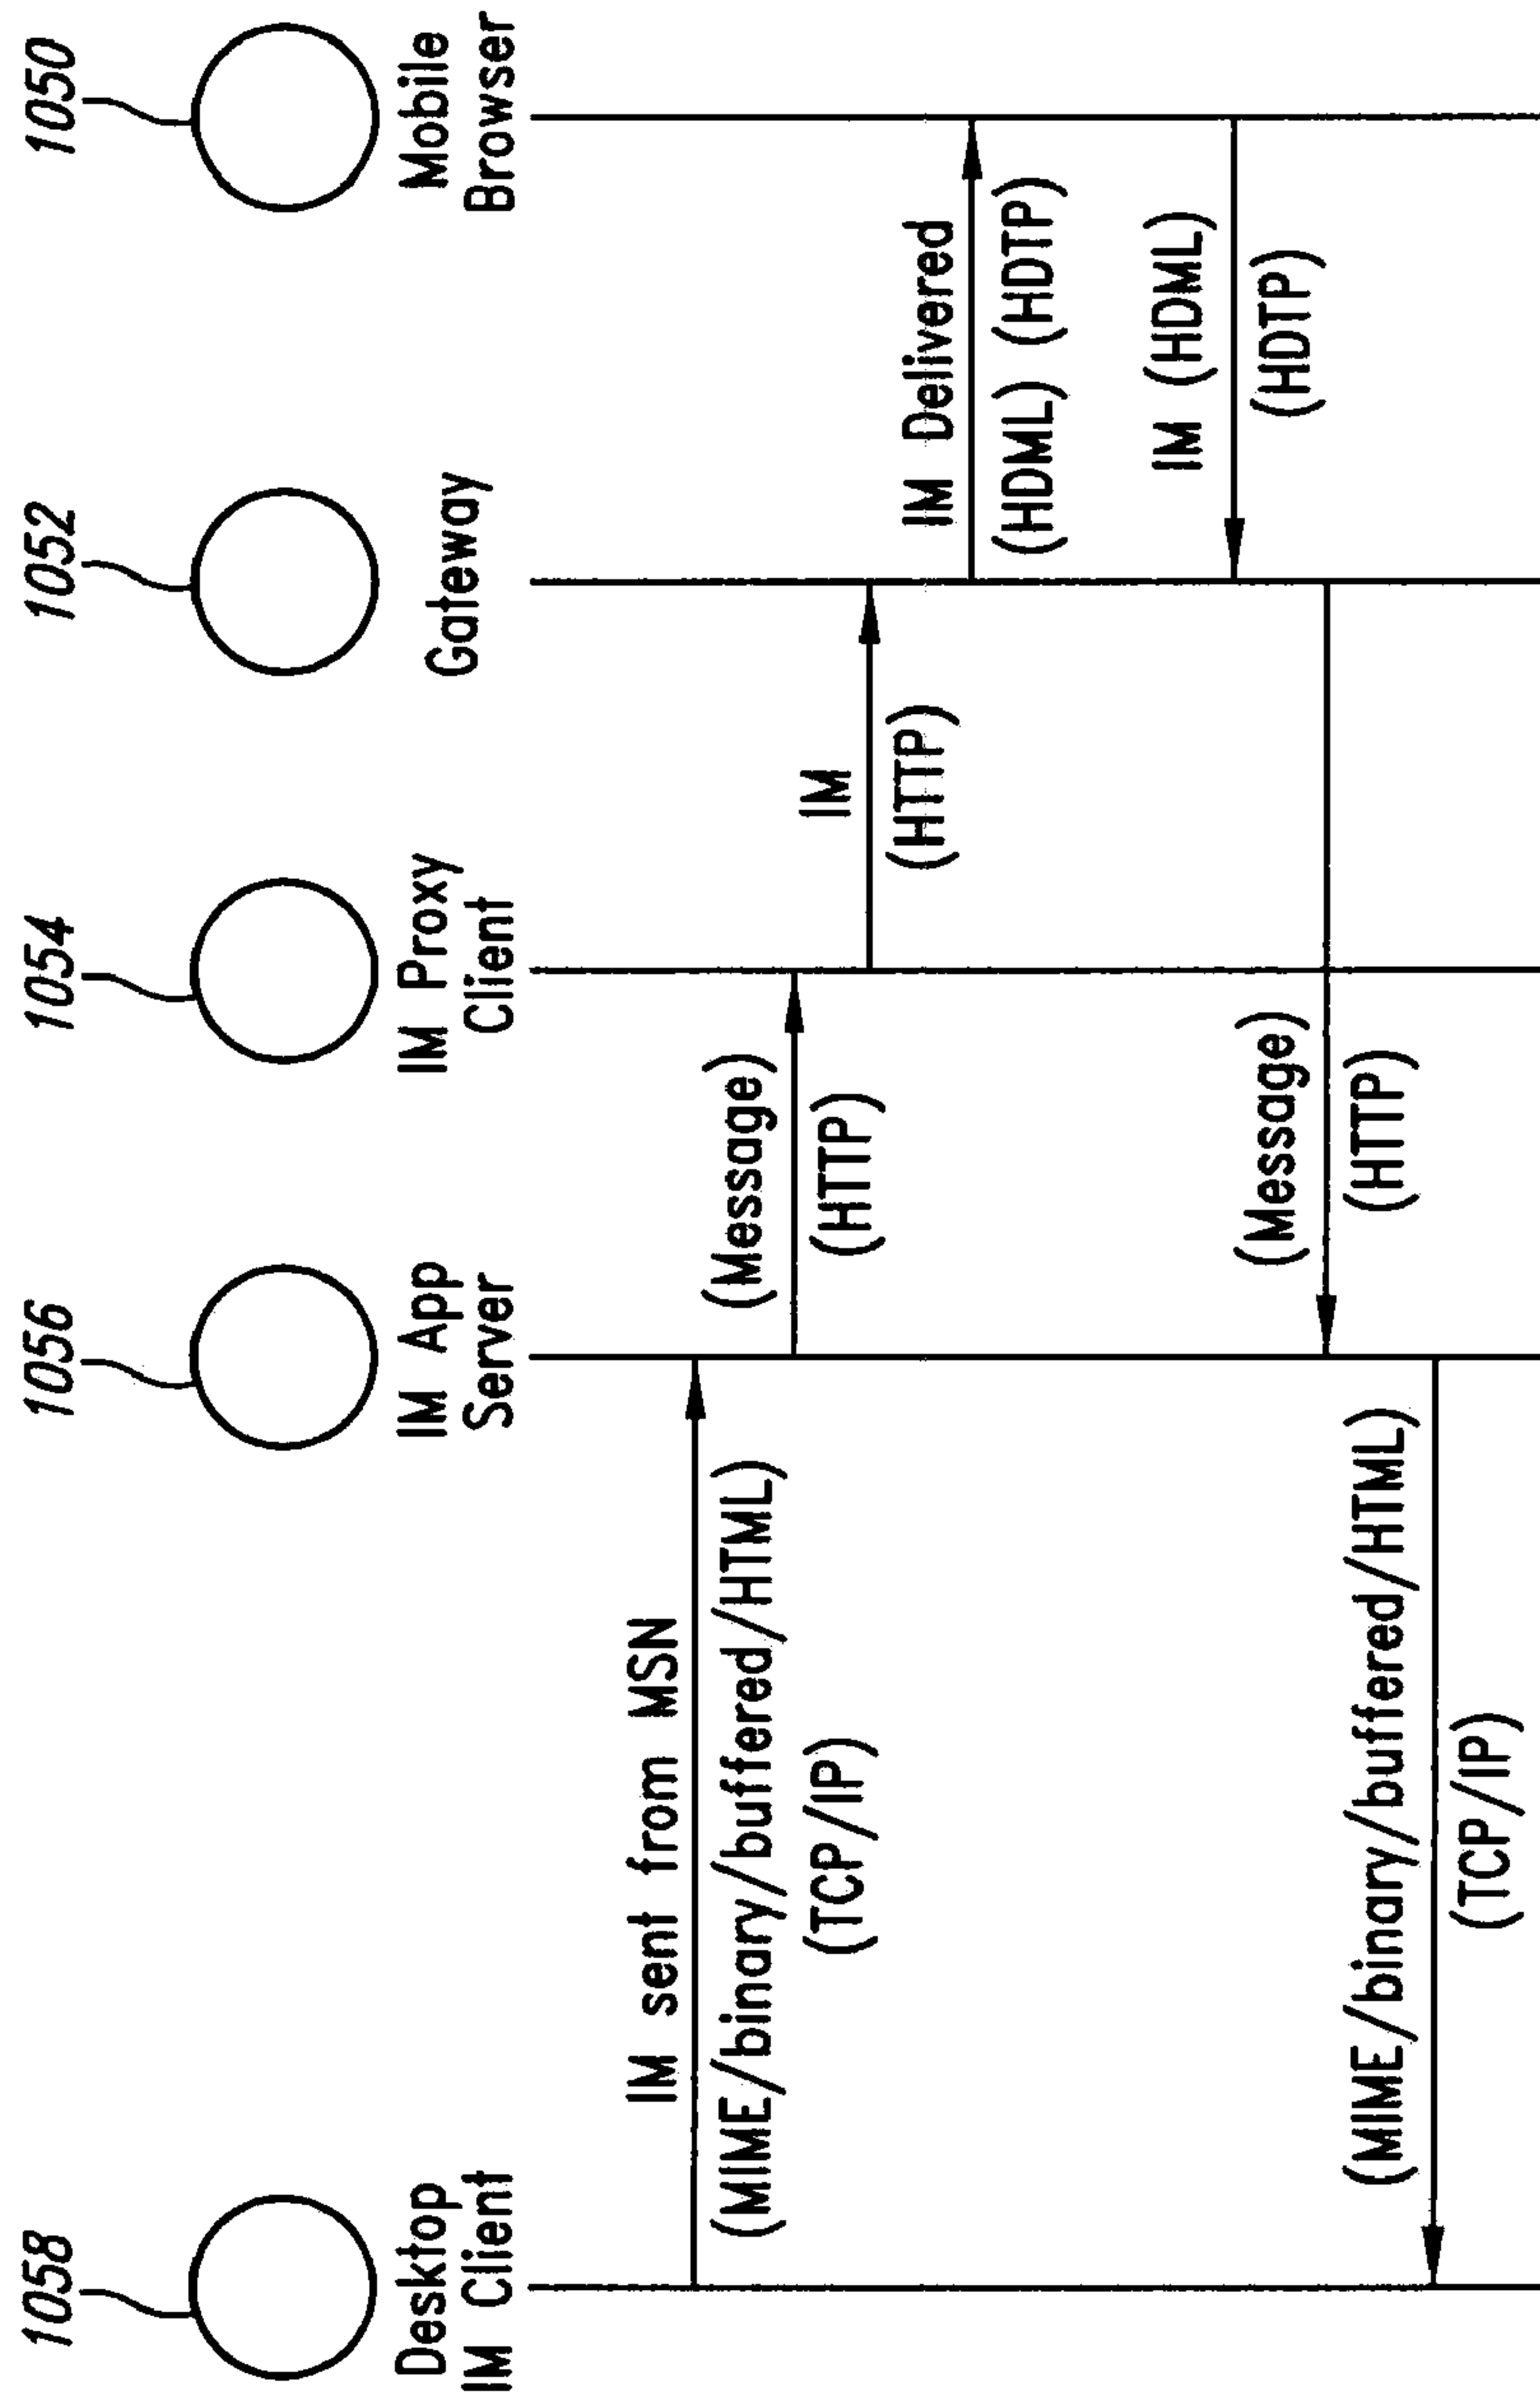 1058
1056
1054
1052
1050
Desktop
IM Client
IM App
Server
IM Proxy
Client
Gateway
Mobile
Browser
IM sent from MSN
(MIME/binary/buffered/HTML)
(TCP/IP)
(Message)
(HTTP)
IM
(HTTP)
IM Delivered
(HDML) (HDTP)
IM (HDML)
(HDTP)
(Message)
(HTTP)
(MIME/binary/buffered/HTML)
(TCP/IP)